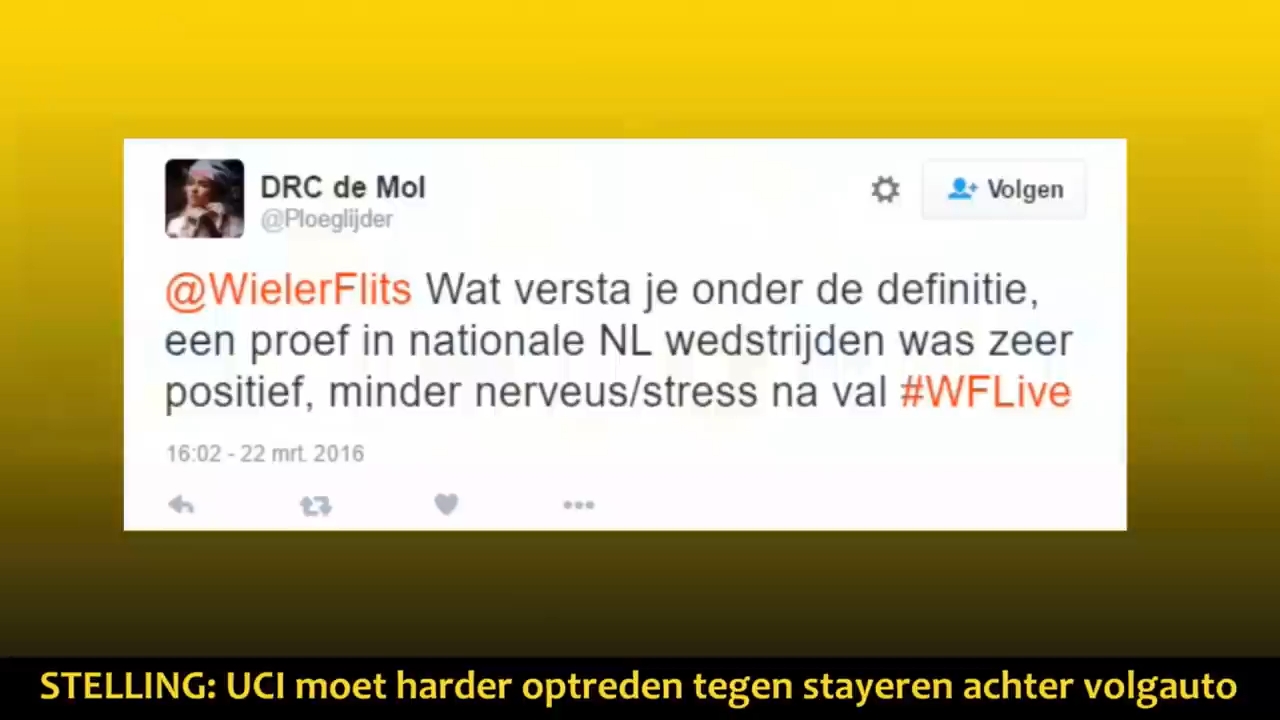 DRC de Mol
@Ploeglijder
Volgen
@WielerFlits Wat versta je onder de definitie,
een proef in nationale NL wedstrijden was zeer
positief, minder nerveus/stress na val #WFLive
16:02 - 22 mrt. 2016
STELLING: UCI moet harder optreden tegen stayeren achter volgauto